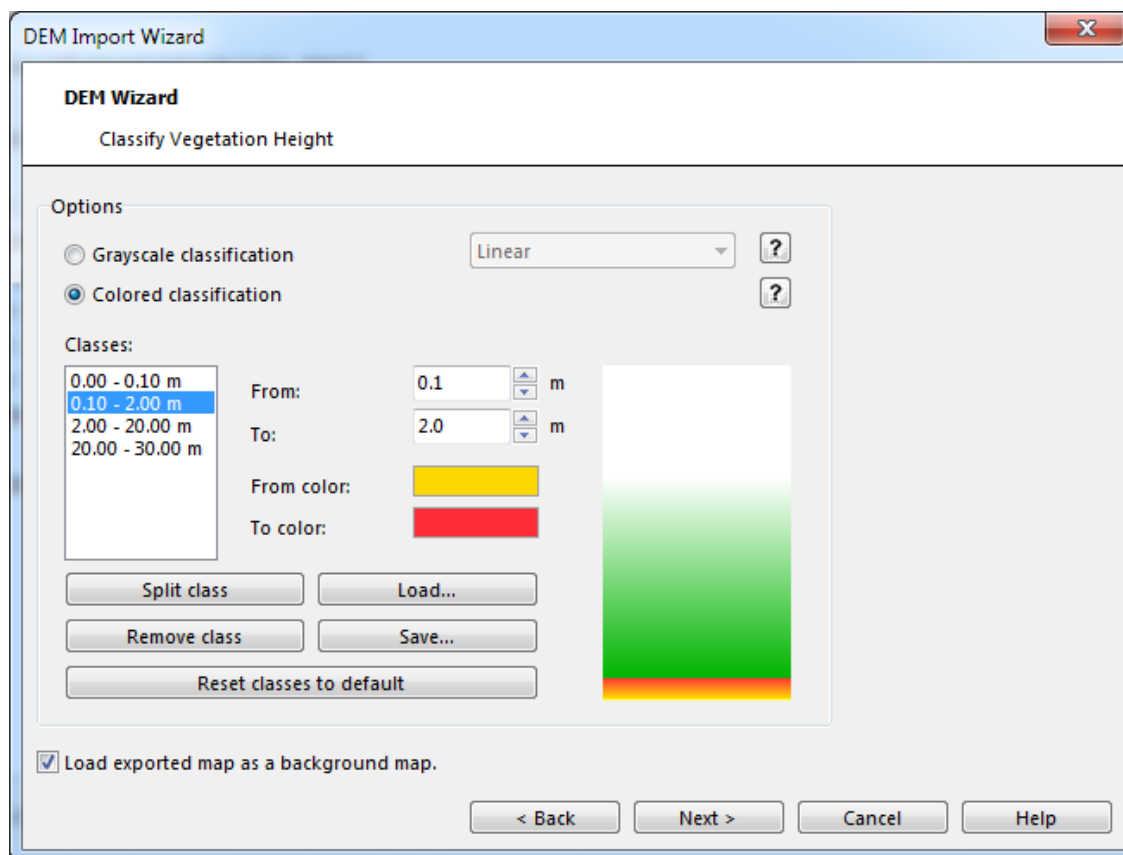 DEM Import Wizard
DEM Wizard
Classify Vegetation Height
Options
Grayscale classification
Linear
?
Colored classification
?
Classes:
0.00 - 0.10 m
0.10 - 2.00 m
2.00 - 20.00 m
20.00 - 30.00 m
From:
0.1
m
To:
2.0
m
From color:
To color:
Split class
Load...
Remove class
Save...
Reset classes to default
Load exported map as a background map.
< Back
Next >
Cancel
Help